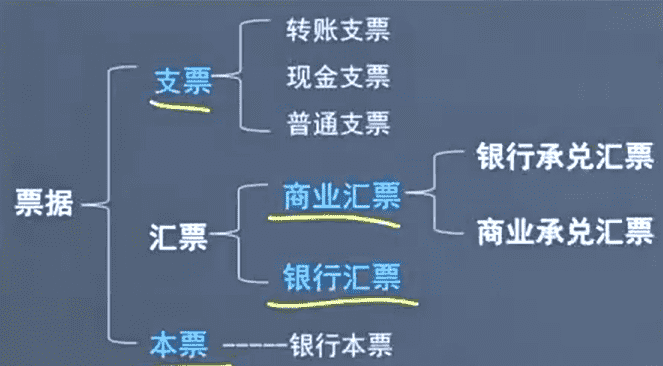 转账支票
支票
现金支票
普通支票
票据
汇票
商业汇票
银行承兑汇票
商业承兑汇票
银行汇票
本票-----银行本票